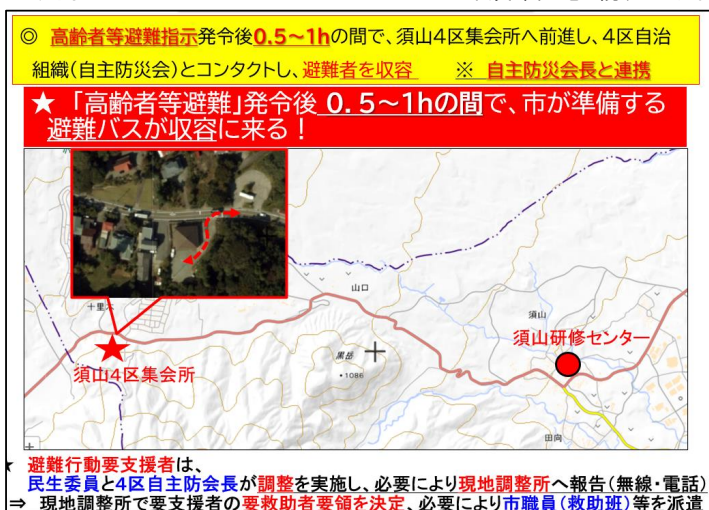 ◎ 高齢者等避難指示発令後0.5~1hの間で、須山4区集会所へ前進し、4区自治
組織(自主防災会)とコンタクトし、避難者を収容 ※ 自主防災会長と連携
★ 「高齢者等避難」発令後 0.5~1hの間で、市が準備する
避難バスが収容に来る!
山口
十里木
須山
須山研修センター
黒岳
・1086
須山4区集会所
田向
★ 避難行動要支援者は、
民生委員と4区自主防災会長が調整を実施し、必要により現地調整所へ報告(無線・電話)
⇒ 現地調整所で要支援者の要救助者要領を決定、必要により市職員(救助班)等を派遣